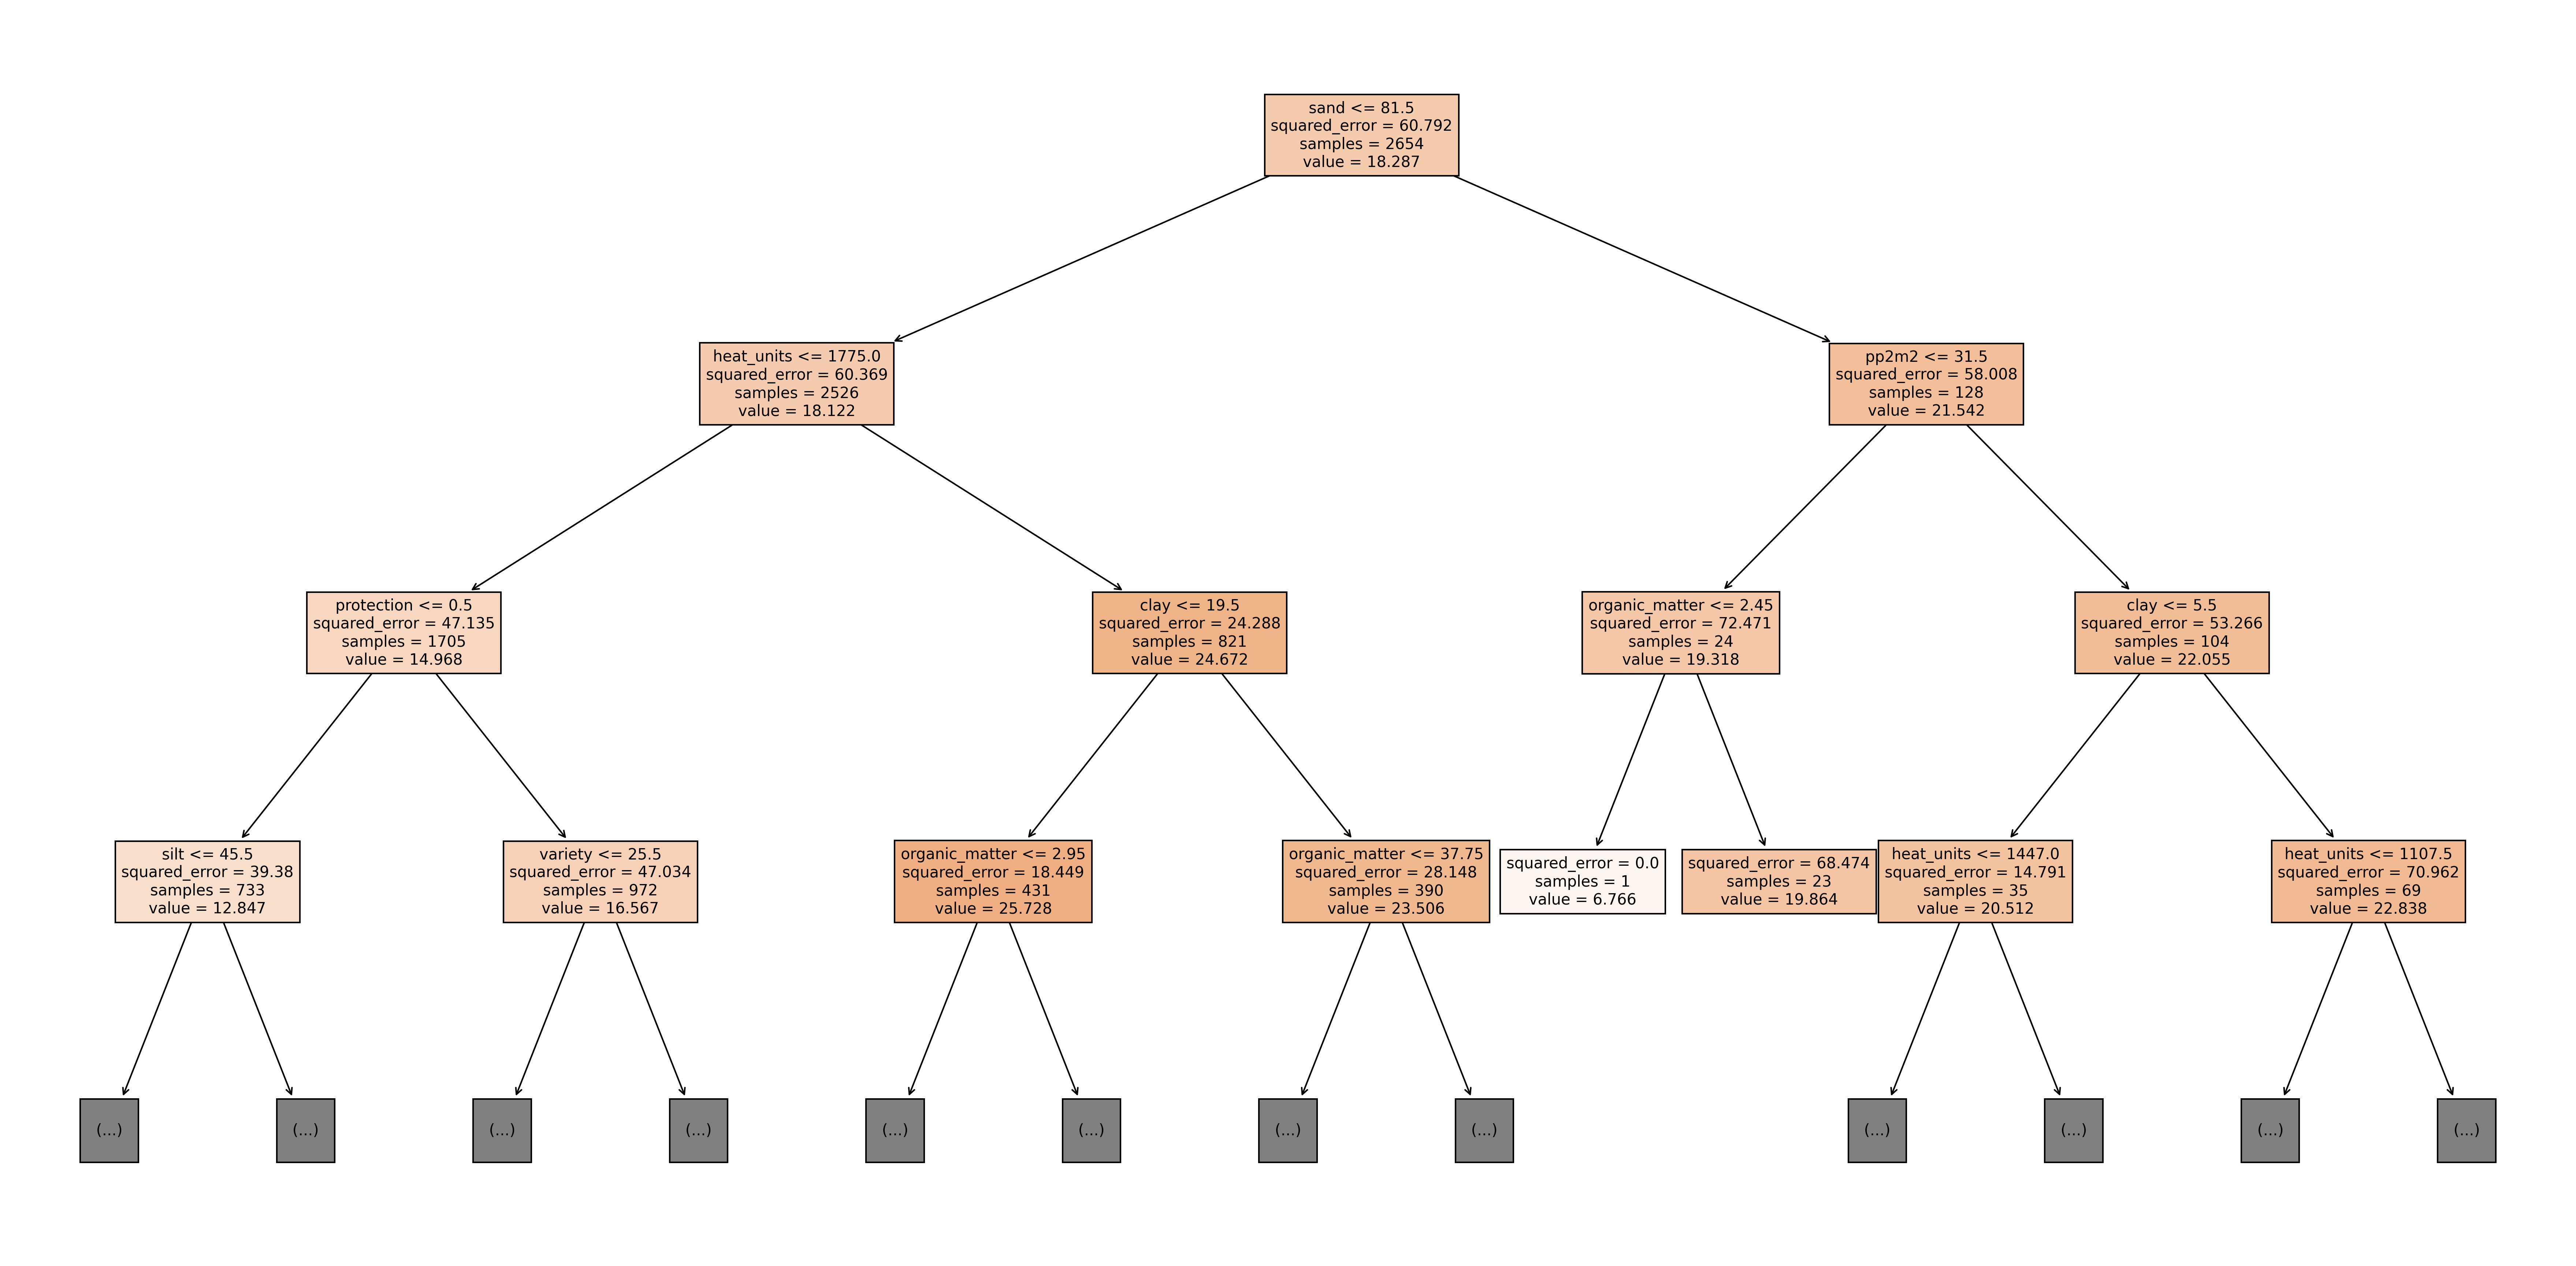 sand <= 81.5
squared_error = 60.792
samples = 2654
value = 18.287
heat_units <= 1775.0
squared_error = 60.369
samples = 2526
value = 18.122
pp2m2 <= 31.5
squared_error = 58.008
samples = 128
value = 21.542
protection <= 0.5
squared_error = 47.135
samples = 1705
value = 14.968
clay <= 19.5
squared_error = 24.288
samples = 821
value = 24.672
organic_matter <= 2.45
squared_error = 72.471
samples = 24
value = 19.318
clay <= 5.5
squared_error = 53.266
samples = 104
value = 22.055
silt <= 45.5
squared_error = 39.38
samples = 733
value = 12.847
variety <= 25.5
squared_error = 47.034
samples = 972
value = 16.567
organic_matter <= 2.95
squared_error = 18.449
samples = 431
value = 25.728
organic_matter <= 37.75
squared_error = 28.148
samples = 390
value = 23.506
squared_error = 0.0
samples = 1
value = 6.766
squared_error = 68.474
samples = 23
value = 19.864
heat_units <= 1447.0
squared_error = 14.791
samples = 35
value = 20.512
heat_units <= 1107.5
squared_error = 70.962
samples = 69
value = 22.838
(...)
(...)
(...)
(...)
(...)
(...)
(...)
(...)
(...)
(...)
(...)
(...)